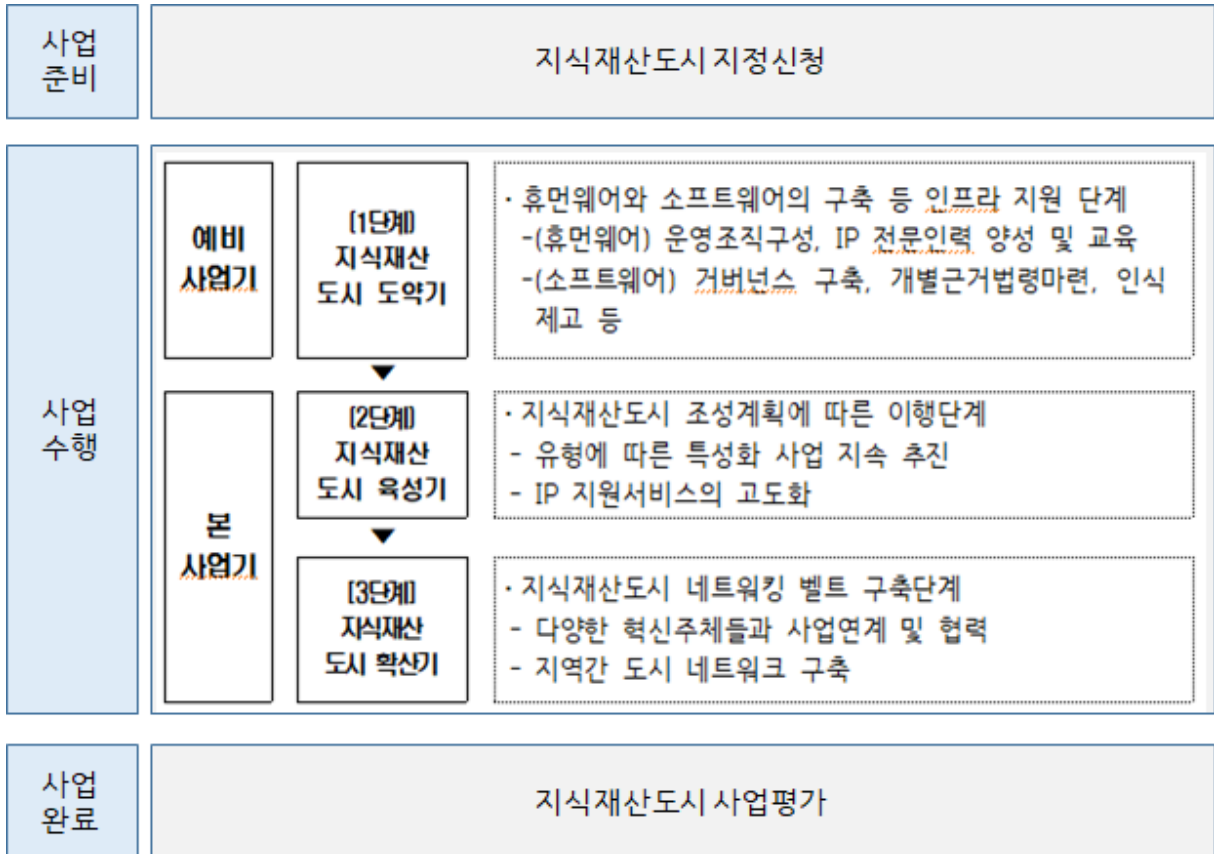 사업
준비
지식재산도시 지정신청
사업
수행
예비
사업기
[1단계]
지식재산
도시 도약기
· 휴먼웨어와 소프트웨어의 구축 등 인프라 지원 단계
-(휴먼웨어) 운영조직구성, IP 전문인력 양성 및 교육
-(소프트웨어) 거버넌스 구축, 개별근거법령마련, 인식
제고 등
▼
본
사업기
[2단계]
지식재산
도시 육성기
· 지식재산도시 조성계획에 따른 이행단계
- 유형에 따른 특성화 사업 지속 추진
- IP 지원서비스의 고도화
▼
[3단계]
지식재산
도시 확산기
· 지식재산도시 네트워킹 벨트 구축단계
- 다양한 혁신주체들과 사업연계 및 협력
- 지역간 도시 네트워크 구축
사업
완료
지식재산도시 사업평가